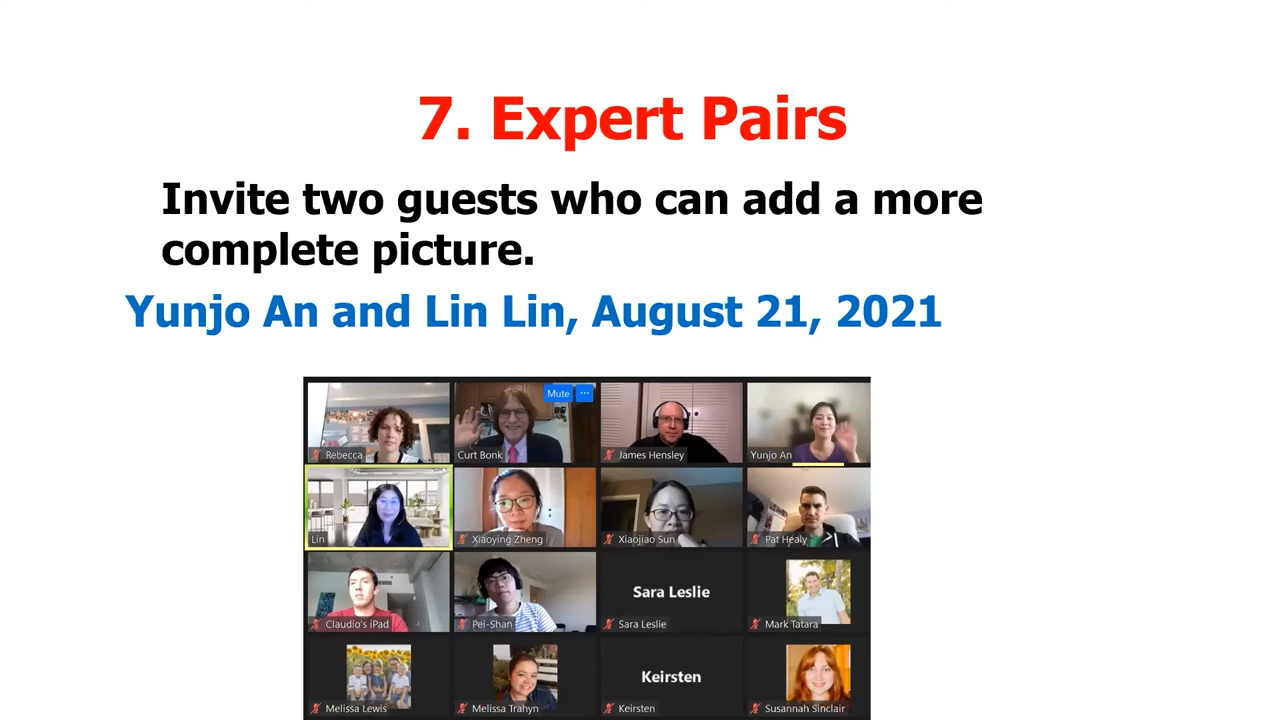 7. Expert Pairs
Invite two guests who can add a more
complete picture.
Yunjo An and Lin Lin, August 21, 2021
Mute ...
Rebecca
Curt Bonk
James Hensley
Yunjo An
Lin
Xiaoying Zheng
Xiaojiao Sun
Pat Healy
Claudio's iPad
Pei-Shan
Sara Leslie
Sara Leslie
Mark Tatara
Melissa Lewis
Melissa Trahyn
Keirsten
Keirsten
Susannah Sinclair